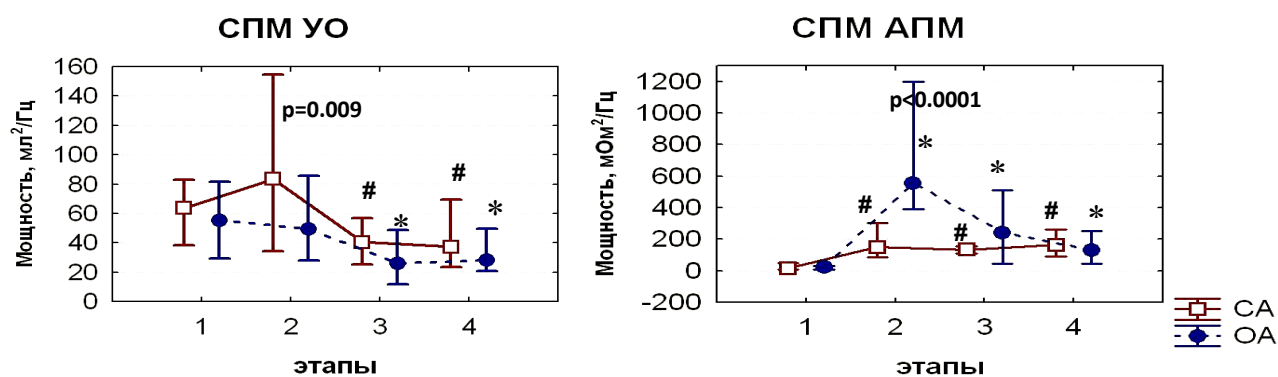 СПМ УО
Мощность, мл²/Гц
160
140
120
100
80
60
40
20
0
p=0.009
#
#
*
*
1 2 3 4
этапы
СПМ АПМ
Мощность, мОм²/Гц
1200
1000
800
600
400
200
0
-200
p<0.0001
*
*
#
#
#
*
1 2 3 4
этапы
СА
ОА